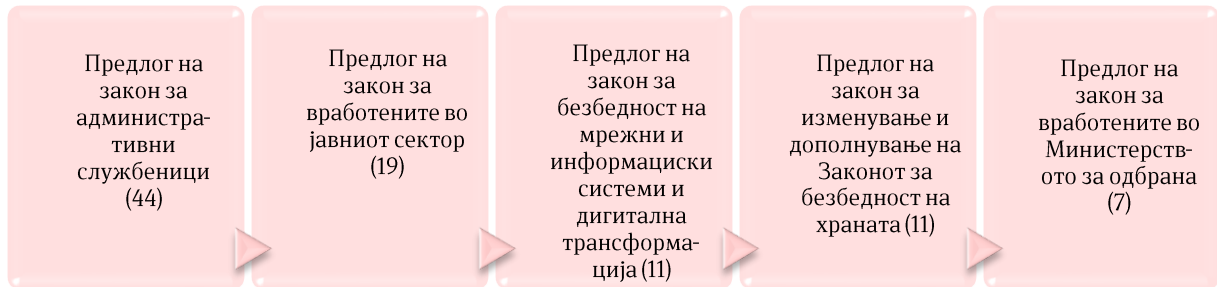 Предлог на
закон за
администра-
тивни
службеници
(44)
Предлог на
закон за
вработените во
јавниот сектор
(19)
Предлог на
закон за
безбедност на
мрежни и
информациски
системи и
дигитална
трансформа-
ција (11)
Предлог на
закон за
изменување и
дополнување на
Законот за
безбедност на
храната (11)
Предлог на
закон за
вработените во
Министерств-
ото за одбрана
(7)